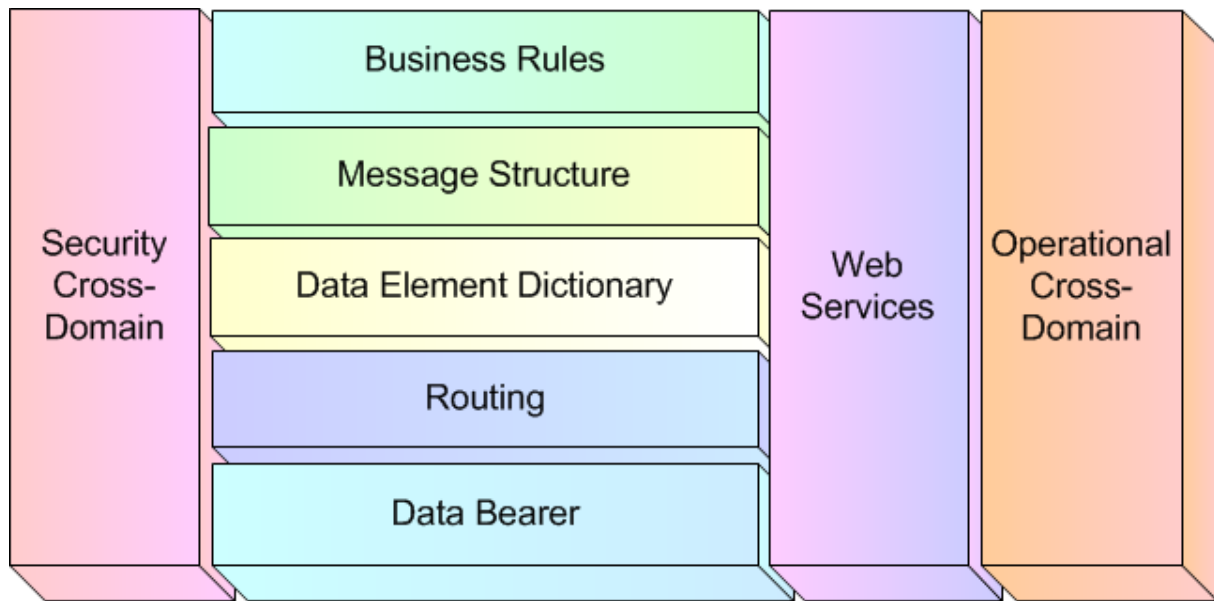 Security
Cross-
Domain
Business Rules
Message Structure
Data Element Dictionary
Routing
Data Bearer
Web
Services
Operational
Cross-
Domain